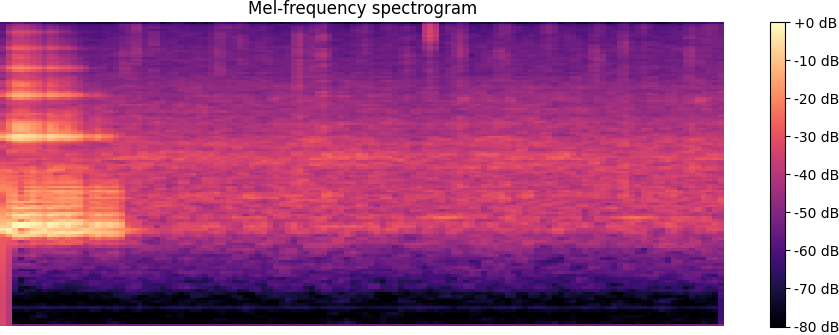 Mel-frequency spectrogram
+0 dB
-10 dB
-20 dB
-30 dB
-40 dB
-50 dB
-60 dB
-70 dB
-80 dB